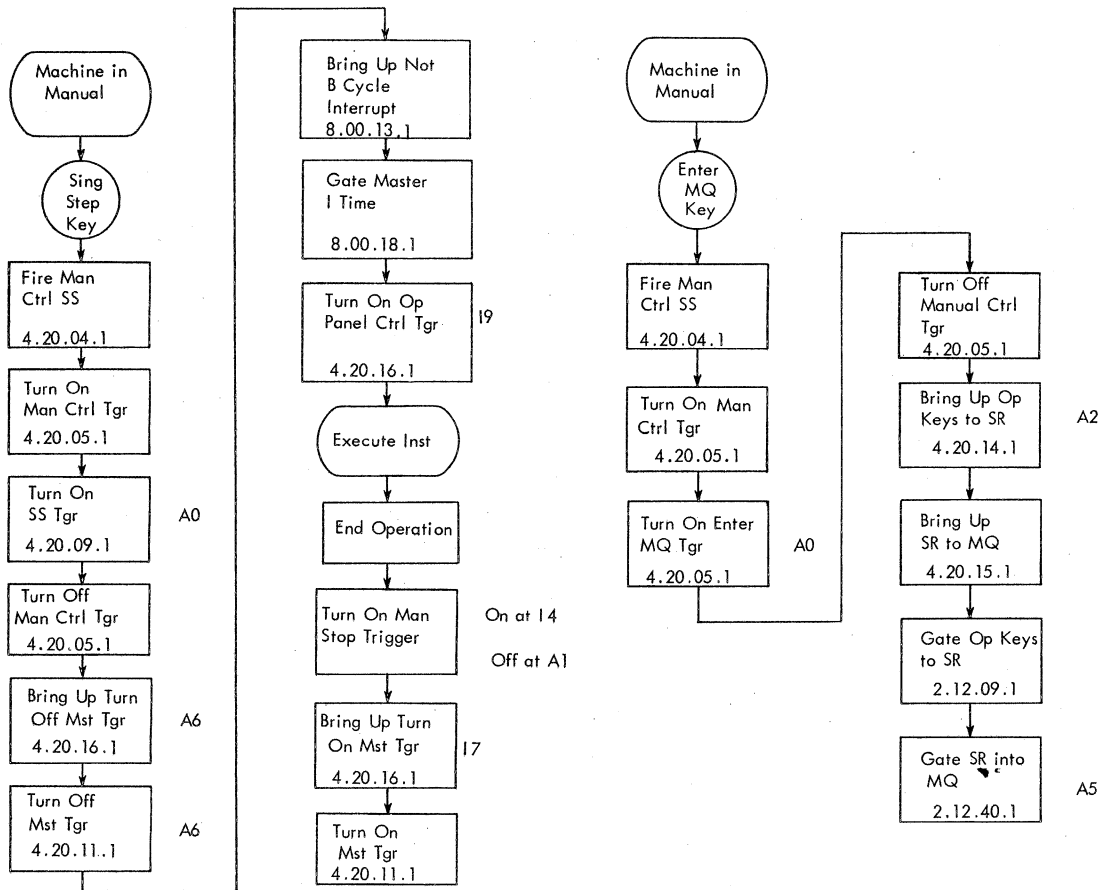 Machine in
Manual
Sing
Step
Key
Fire Man
Ctrl SS
4.20.04.1
Turn On
Man Ctrl Tgr
4.20.05.1
Turn On
SS Tgr
4.20.09.1
A0
Turn Off
Man Ctrl Tgr
4.20.05.1
Bring Up Turn
Off Mst Tgr
4.20.16.1
A6
Turn Off
Mst Tgr
4.20.11.1
A6
Bring Up Not
B Cycle
Interrupt
8.00.13.1
Gate Master
I Time
8.00.18.1
Turn On Op
Panel Ctrl Tgr
4.20.16.1
I9
Execute Inst
End Operation
Turn On Man
Stop Trigger
On at I4
Off at A1
Bring Up Turn
On Mst Tgr
4.20.16.1
I7
Turn On
Mst Tgr
4.20.11.1
Machine in
Manual
Enter
MQ
Key
Fire Man
Ctrl SS
4.20.04.1
Turn On Man
Ctrl Tgr
4.20.05.1
Turn On Enter
MQ Tgr
4.20.05.1
A0
Turn Off
Manual Ctrl
Tgr
4.20.05.1
Bring Up Op
Keys to SR
4.20.14.1
A2
Bring Up
SR to MQ
4.20.15.1
Gate Op Keys
to SR
2.12.09.1
Gate SR into
MQ
2.12.40.1
A5